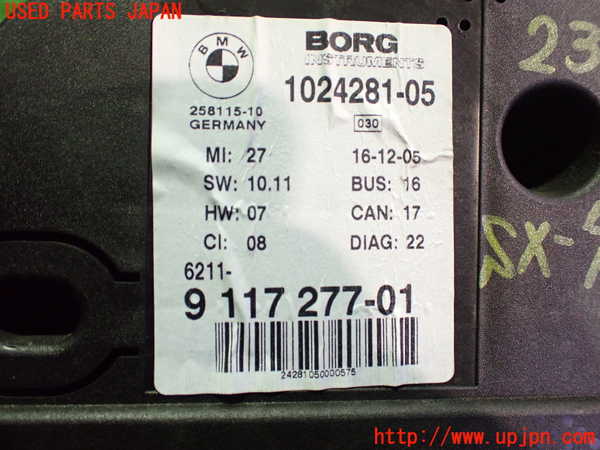 USED PARTS JAPAN
BMW
BORG
INSTRUMENTS
1024281-05
258115-10
GERMANY
030
MI: 27
16-12-05
SW: 10.11
BUS: 16
HW: 07
CAN: 17
CI: 08
DIAG: 22
6211-
9 117 277-01
24281050000575
23
SX-
http://www.upjpn.com/